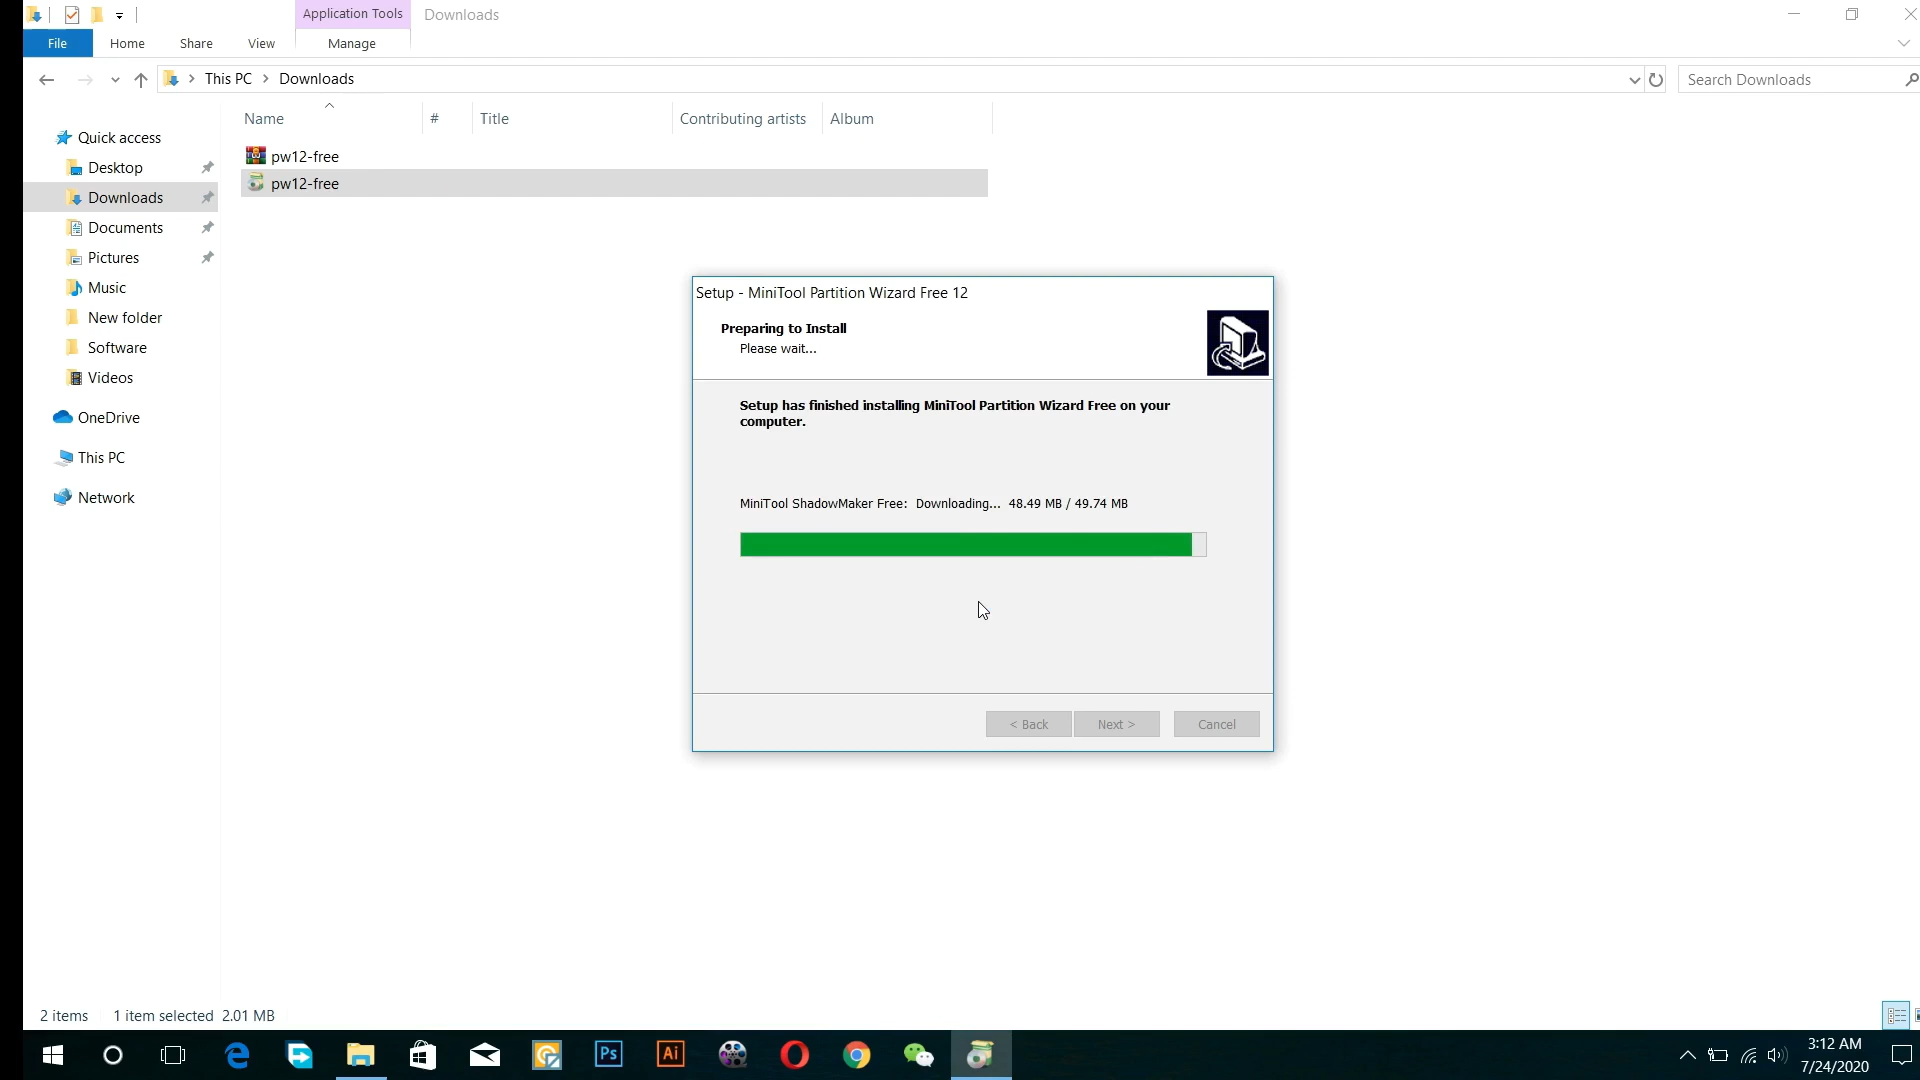 Application Tools
Downloads
File
Home
Share
View
Manage
This PC
Downloads
Search Downloads
Name
#
Title
Contributing artists
Album
Quick access
Desktop
Downloads
Documents
Pictures
Music
New folder
Software
Videos
OneDrive
This PC
Network
pw12-free
pw12-free
Setup - MiniTool Partition Wizard Free 12
Preparing to Install
Please wait...
Setup has finished installing MiniTool Partition Wizard Free on your
computer.
MiniTool ShadowMaker Free: Downloading... 48.49 MB / 49.74 MB
< Back
Next >
Cancel
2 items
1 item selected 2.01 MB
Ps
Ai
3:12 AM
7/24/2020